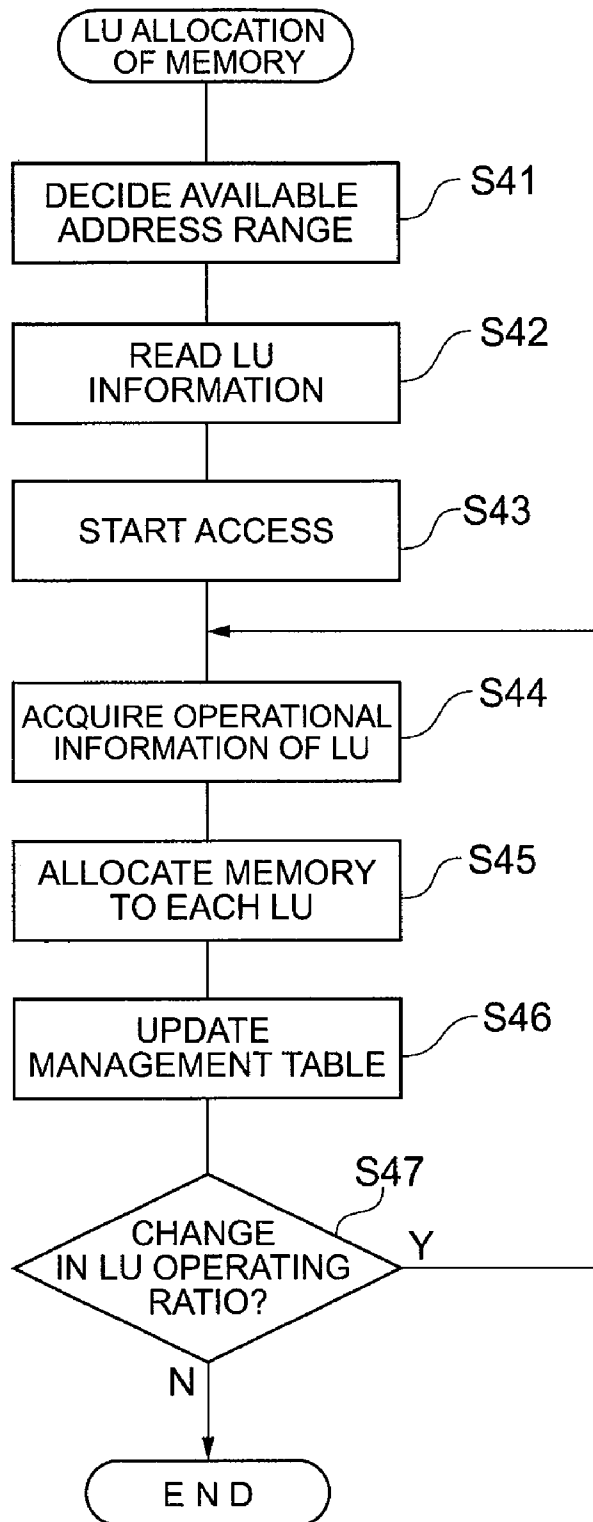 LU ALLOCATION
OF MEMORY
DECIDE AVAILABLE
ADDRESS RANGE
S41
READ LU
INFORMATION
S42
START ACCESS
S43
ACQUIRE OPERATIONAL
INFORMATION OF LU
S44
ALLOCATE MEMORY
TO EACH LU
S45
UPDATE
MANAGEMENT TABLE
S46
S47
CHANGE
IN LU OPERATING
RATIO?
Y
N
END